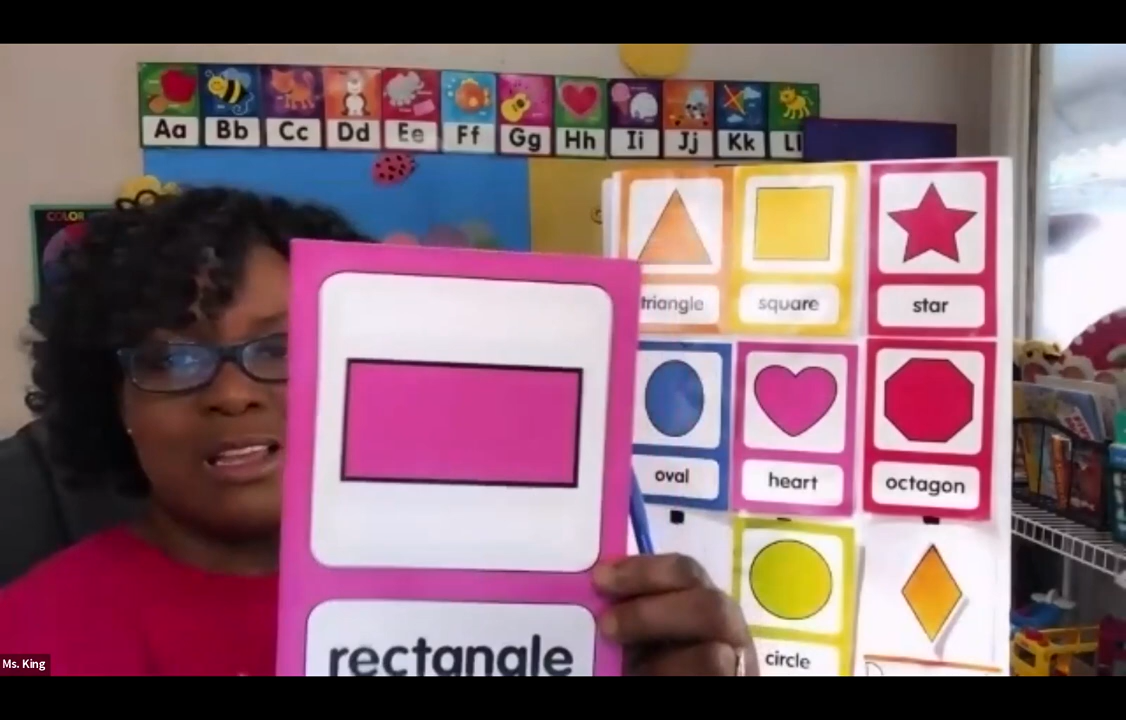 Aa Bb Cc Dd Ee Ff Gg Hh Ii Jj Kk Ll
COLOR
triangle square star
oval heart octagon
rectangle
circle
Ms. King